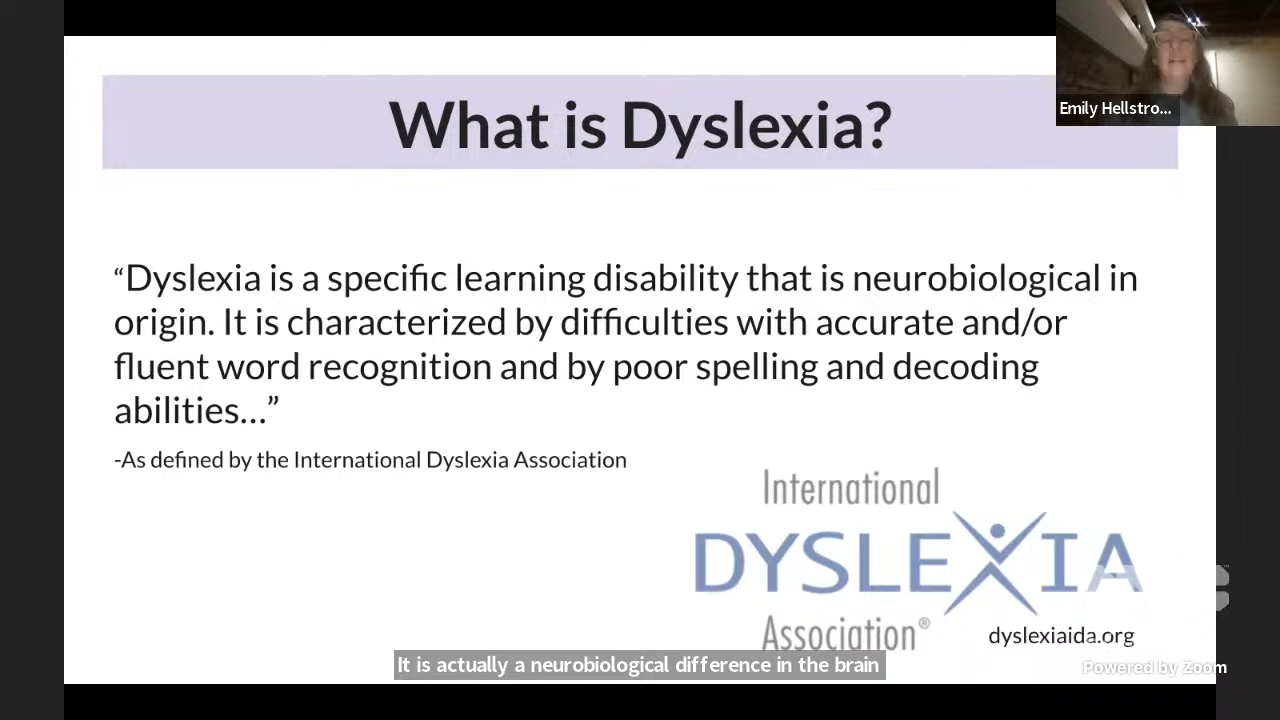 What is Dyslexia?
Emily Hellstro...
“Dyslexia is a specific learning disability that is neurobiological in
origin. It is characterized by difficulties with accurate and/or
fluent word recognition and by poor spelling and decoding
abilities…”
-As defined by the International Dyslexia Association
International
DYSLEXIA
Association®
dyslexiaida.org
It is actually a neurobiological difference in the brain
Powered by Zoom